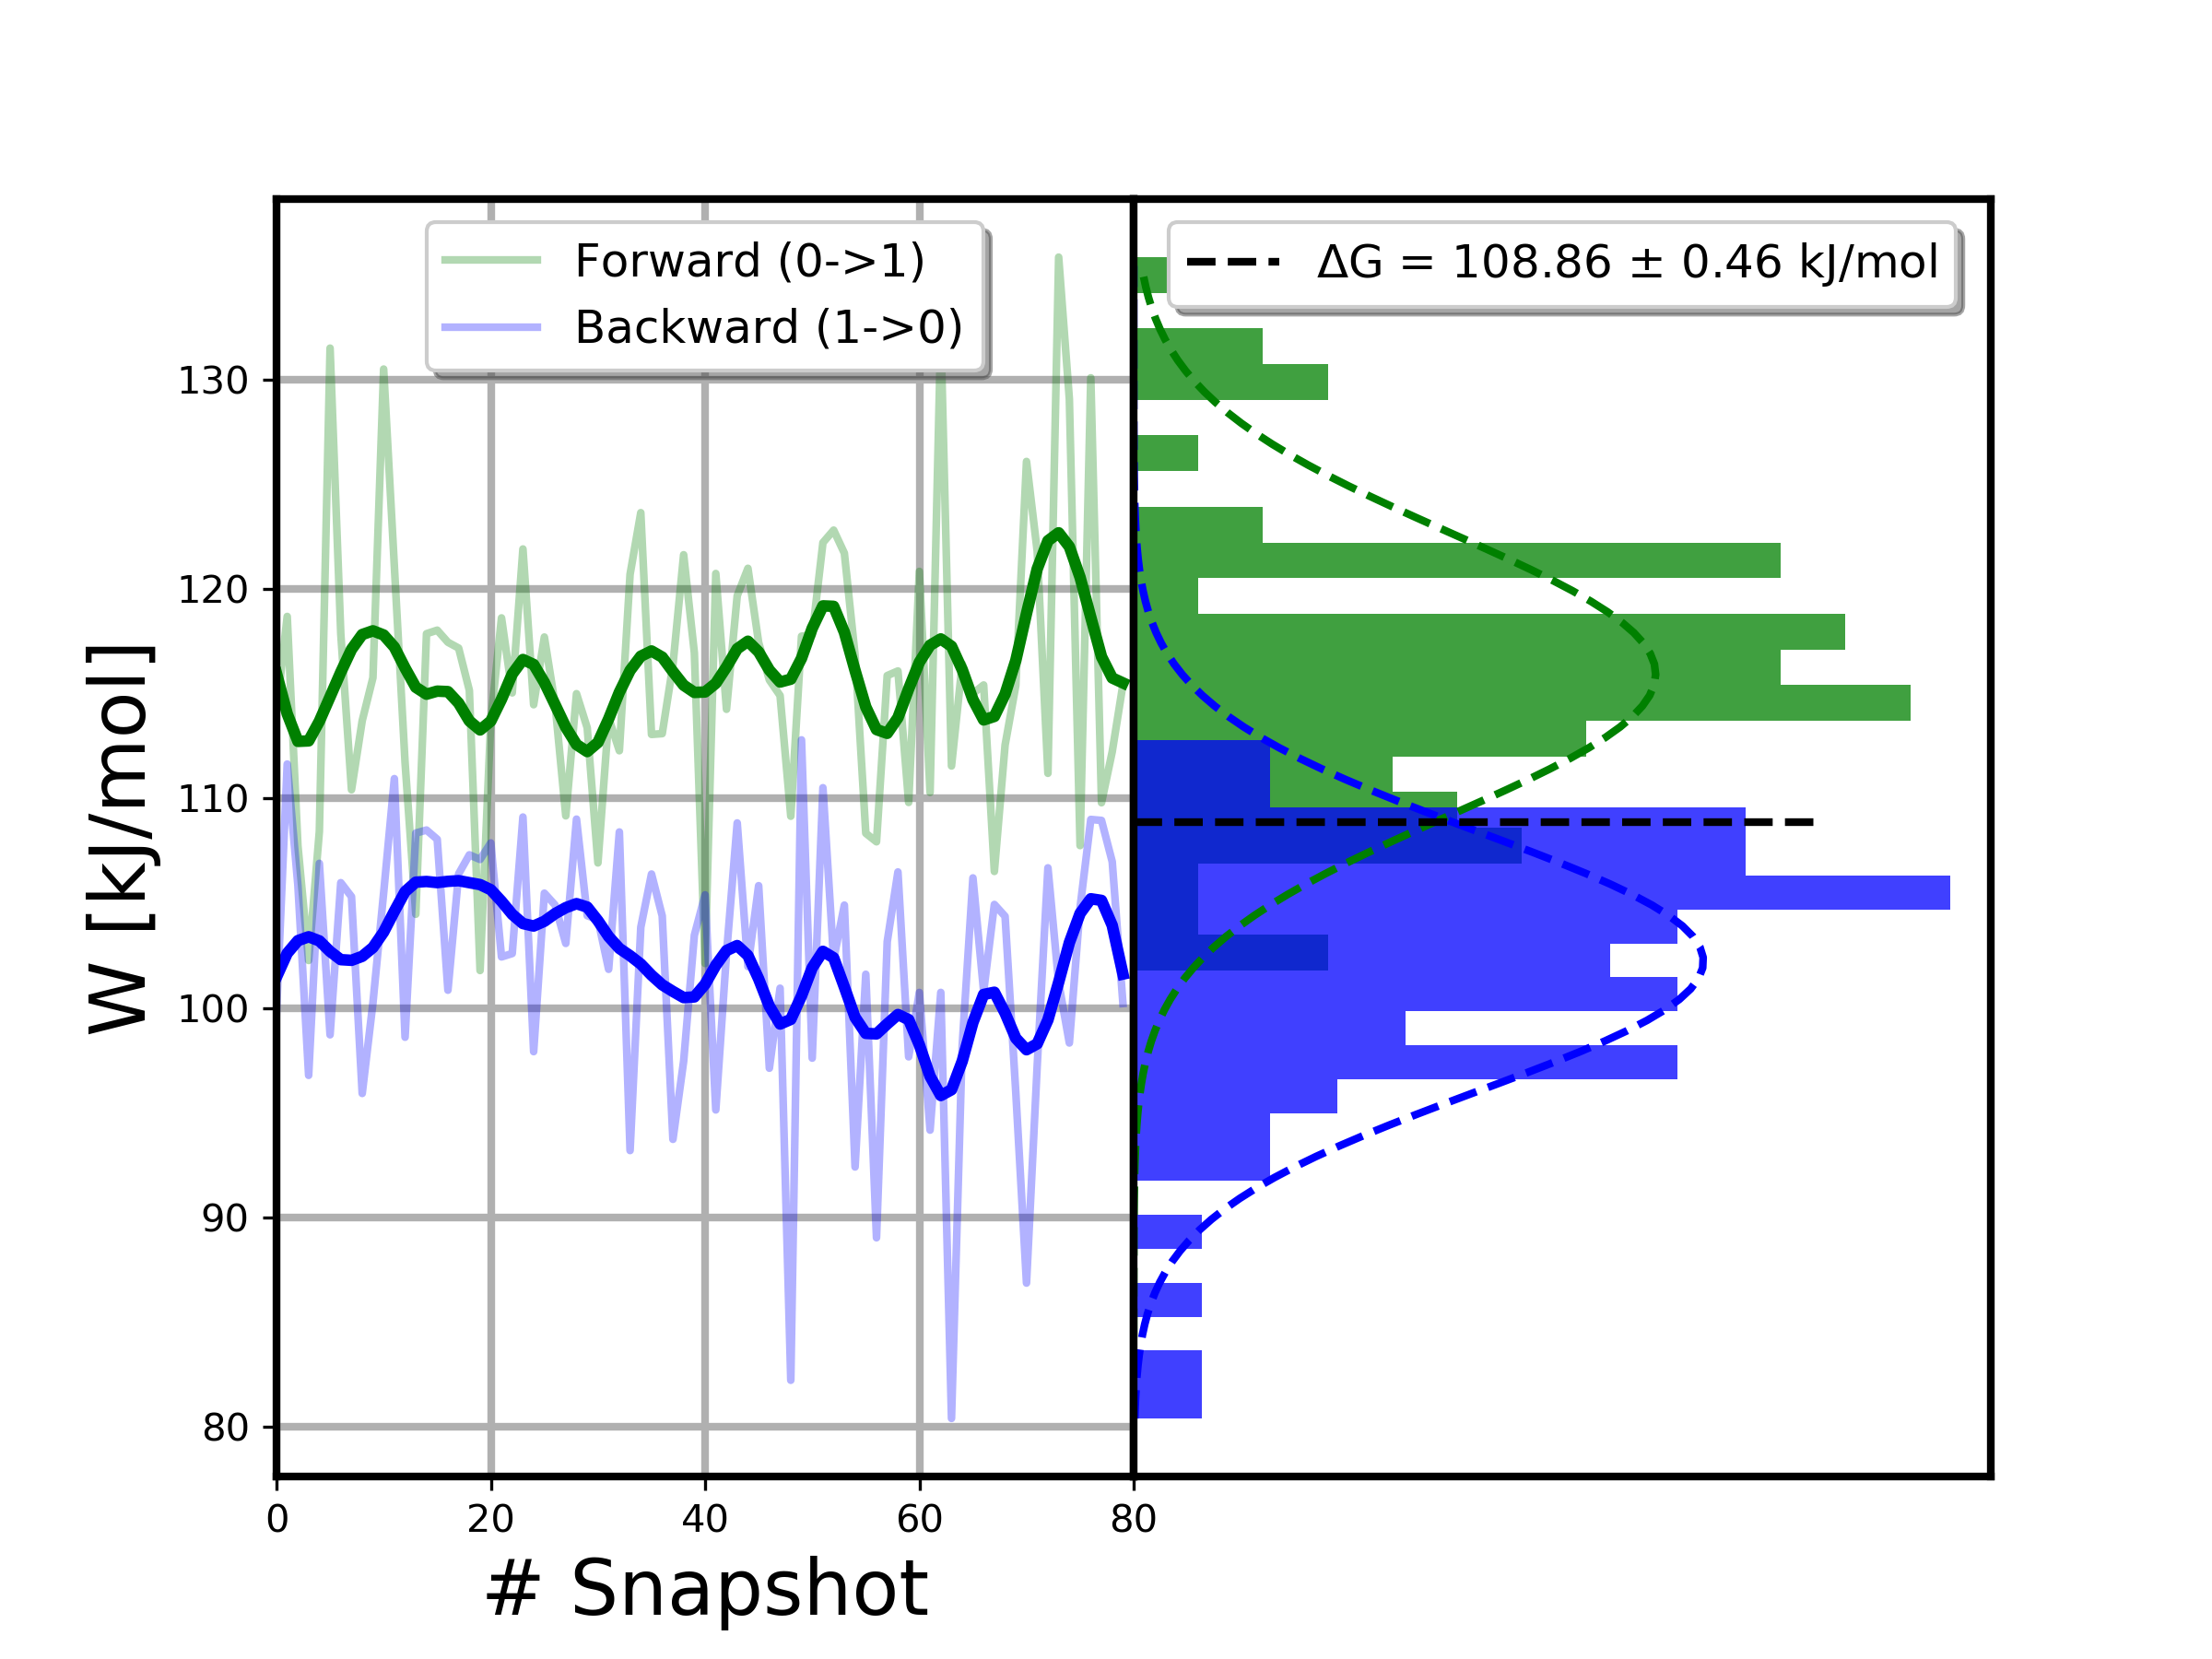 Forward (0->1)
Backward (1->0)
ΔG = 108.86 ± 0.46 kJ/mol
130
120
110
100
90
80
W [kJ/mol]
0 20 40 60 80
# Snapshot